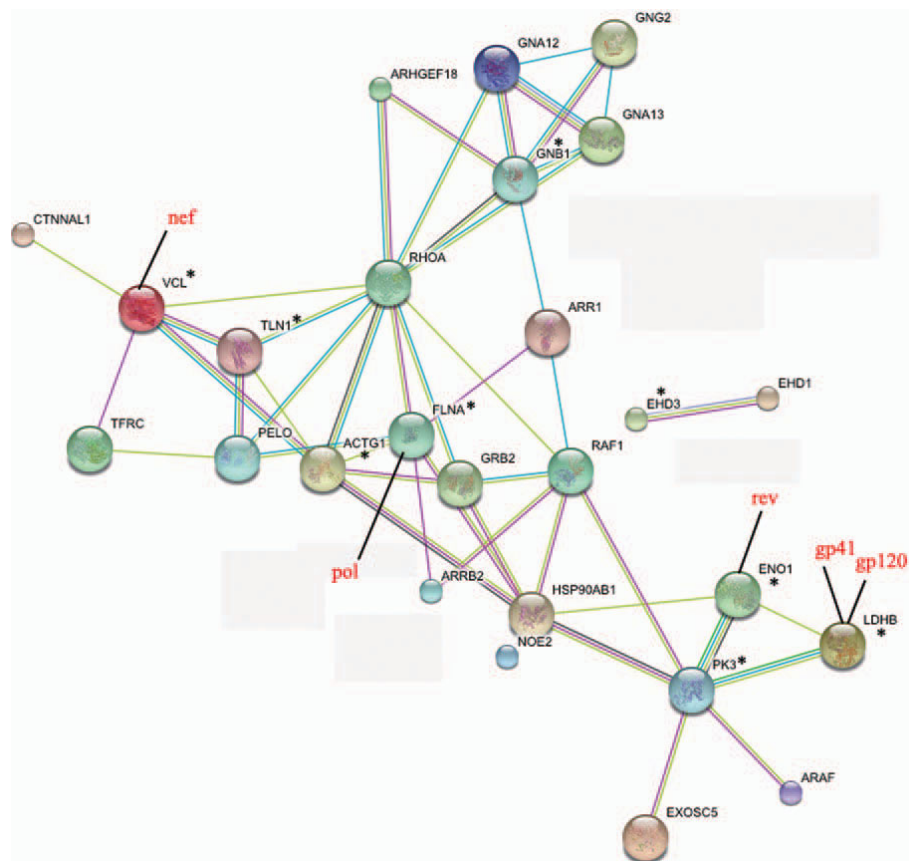 GNG2
GNA12
ARHGEF18
GNA13
GNB1*
CTNNAL1
nef
RHOA
VCL*
ARR1
TLN1*
EHD1
*
EHD3
FLNA*
TFRC
PELO
ACTG1
*
RAF1
GRB2
rev
gp41
gp120
pol
ENO1
*
ARRB2
HSP90AB1
LDHB
*
NOE2
PK3*
ARAF
EXOSC5